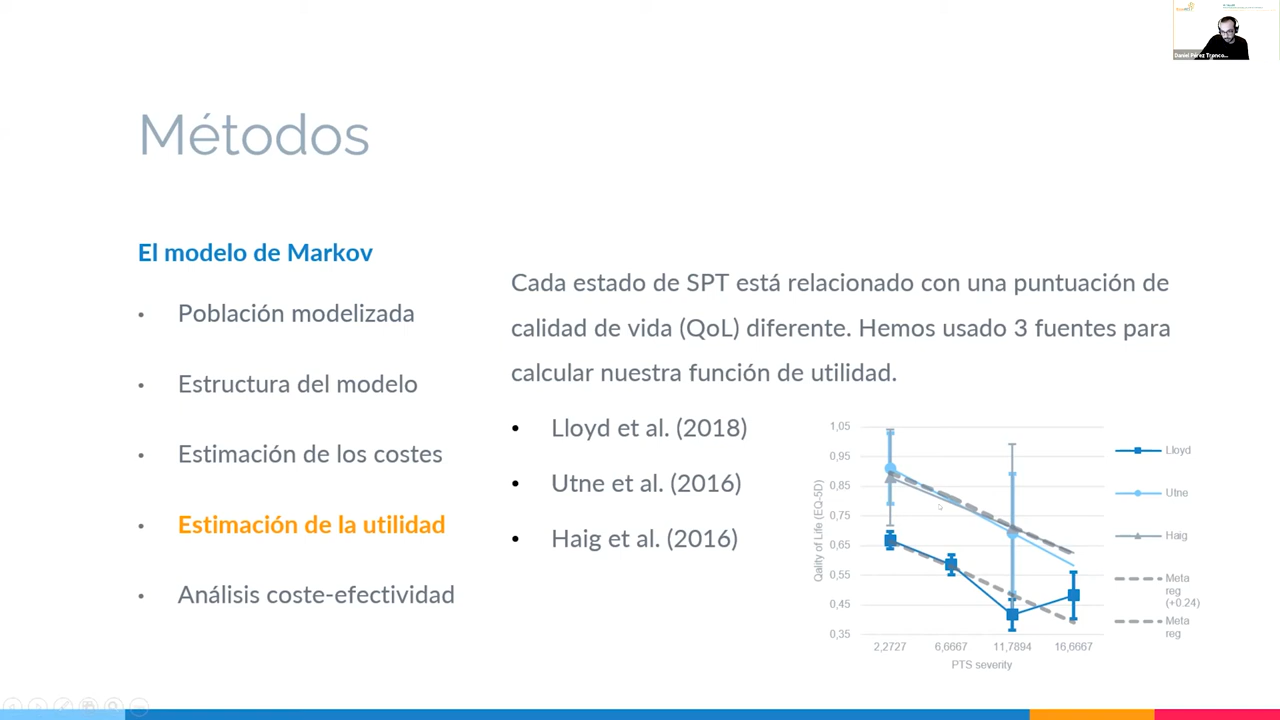 Daniel Pérez Tronco...
Métodos
El modelo de Markov
• Población modelizada
• Estructura del modelo
• Estimación de los costes
• Estimación de la utilidad
• Análisis coste-efectividad
Cada estado de SPT está relacionado con una puntuación de
calidad de vida (QoL) diferente. Hemos usado 3 fuentes para
calcular nuestra función de utilidad.
• Lloyd et al. (2018)
• Utne et al. (2016)
• Haig et al. (2016)
Qality of Life (EQ-5D)
1,05
0,95
0,85
0,75
0,65
0,55
0,45
0,35
2,2727 6,6667 11,7894 16,6667
PTS severity
Lloyd
Utne
Haig
Meta
reg
(+0.24)
Meta
reg